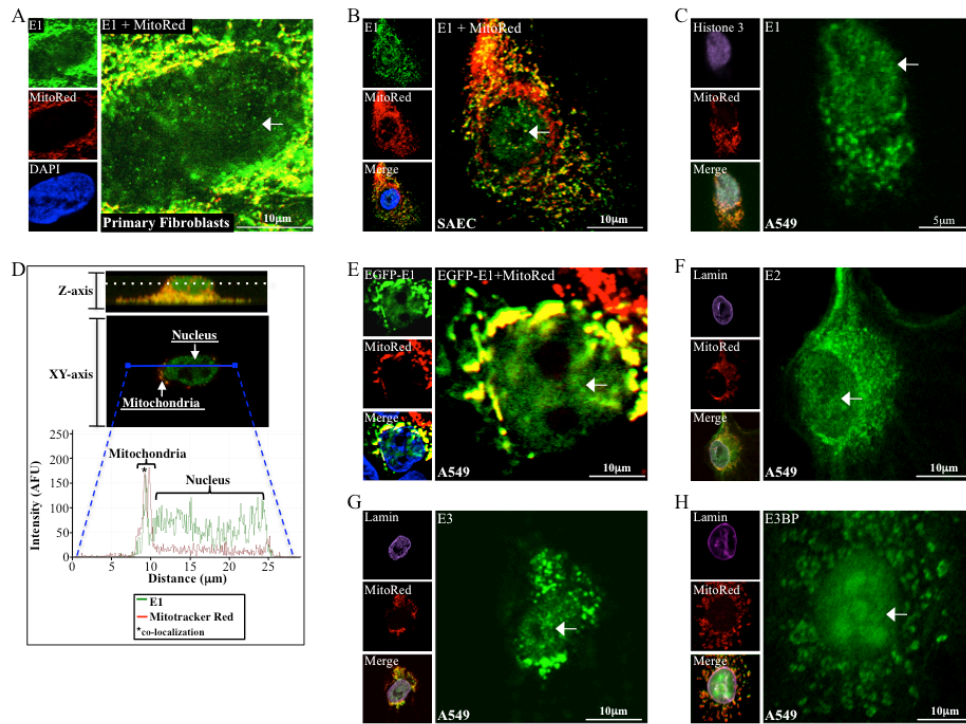 A
E1
E1 + MitoRed
MitoRed
DAPI
Primary Fibroblasts
10µm
B
E1
E1 + MitoRed
MitoRed
Merge
SAEC
10µm
C
Histone 3
E1
MitoRed
Merge
A549
5µm
D
Z-axis
XY-axis
Nucleus
Mitochondria
Intensity (AFU)
250
200
150
100
50
0
Mitochondria
*
Nucleus
0 5 10 15 20 25
Distance (µm)
E1
Mitotracker Red
*co-localization
E
EGFP-E1
EGFP-E1+MitoRed
MitoRed
Merge
A549
10µm
F
Lamin
E2
MitoRed
Merge
A549
10µm
G
Lamin
E3
MitoRed
Merge
A549
10µm
H
Lamin
E3BP
MitoRed
Merge
A549
10µm